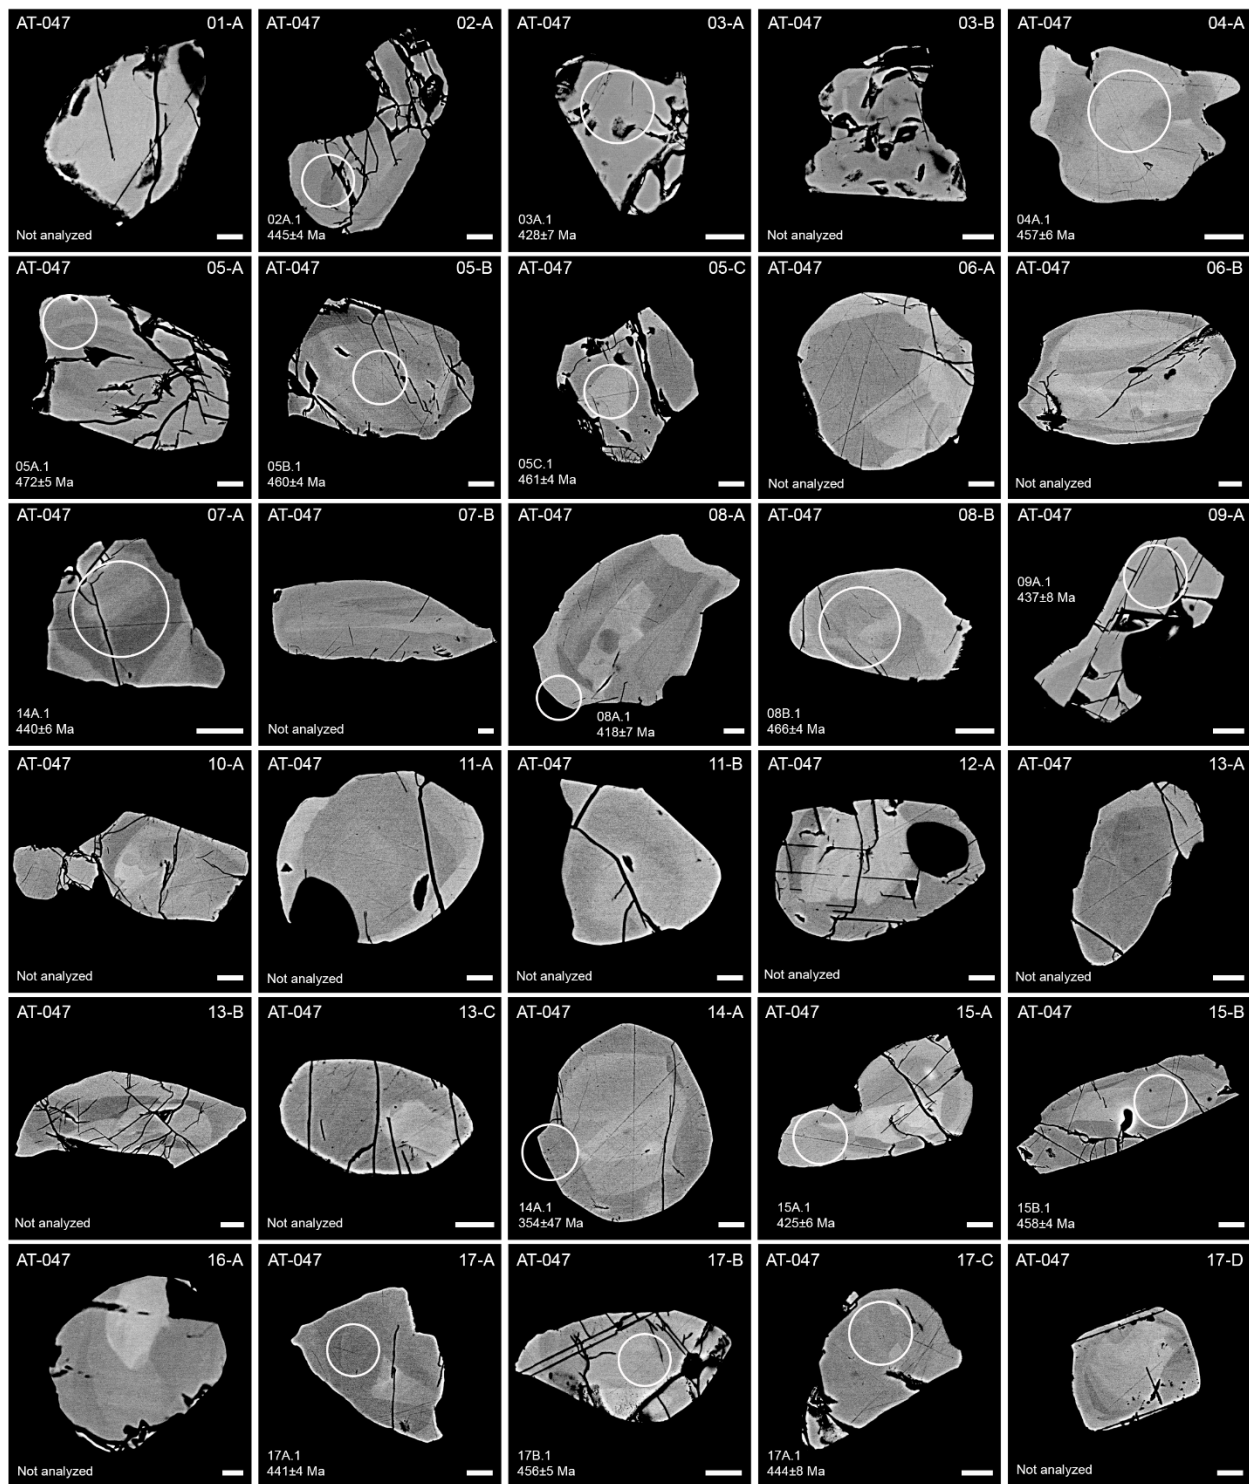 AT-047 01-A
Not analyzed
AT-047 02-A
02A.1
445±4 Ma
AT-047 03-A
03A.1
428±7 Ma
AT-047 03-B
Not analyzed
AT-047 04-A
04A.1
457±6 Ma
AT-047 05-A
05A.1
472±5 Ma
AT-047 05-B
05B.1
460±4 Ma
AT-047 05-C
05C.1
461±4 Ma
AT-047 06-A
Not analyzed
AT-047 06-B
Not analyzed
AT-047 07-A
14A.1
440±6 Ma
AT-047 07-B
Not analyzed
AT-047 08-A
08A.1
418±7 Ma
AT-047 08-B
08B.1
466±4 Ma
AT-047 09-A
09A.1
437±8 Ma
AT-047 10-A
Not analyzed
AT-047 11-A
Not analyzed
AT-047 11-B
Not analyzed
AT-047 12-A
Not analyzed
AT-047 13-A
Not analyzed
AT-047 13-B
Not analyzed
AT-047 13-C
Not analyzed
AT-047 14-A
14A.1
354±47 Ma
AT-047 15-A
15A.1
425±6 Ma
AT-047 15-B
15B.1
458±4 Ma
AT-047 16-A
Not analyzed
AT-047 17-A
17A.1
441±4 Ma
AT-047 17-B
17B.1
456±5 Ma
AT-047 17-C
17A.1
444±8 Ma
AT-047 17-D
Not analyzed